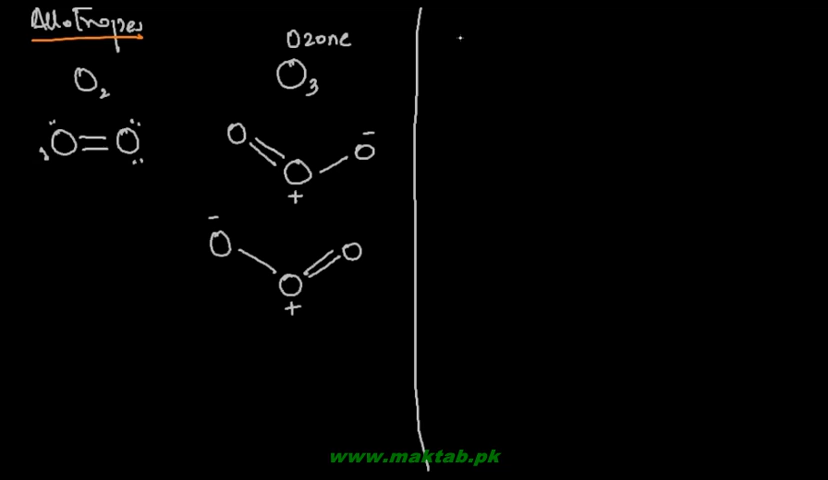 Allotropes
Ozone
O2
O3
O=O
O=O-O
-
+
-
O-O=O
+
www.maktab.pk